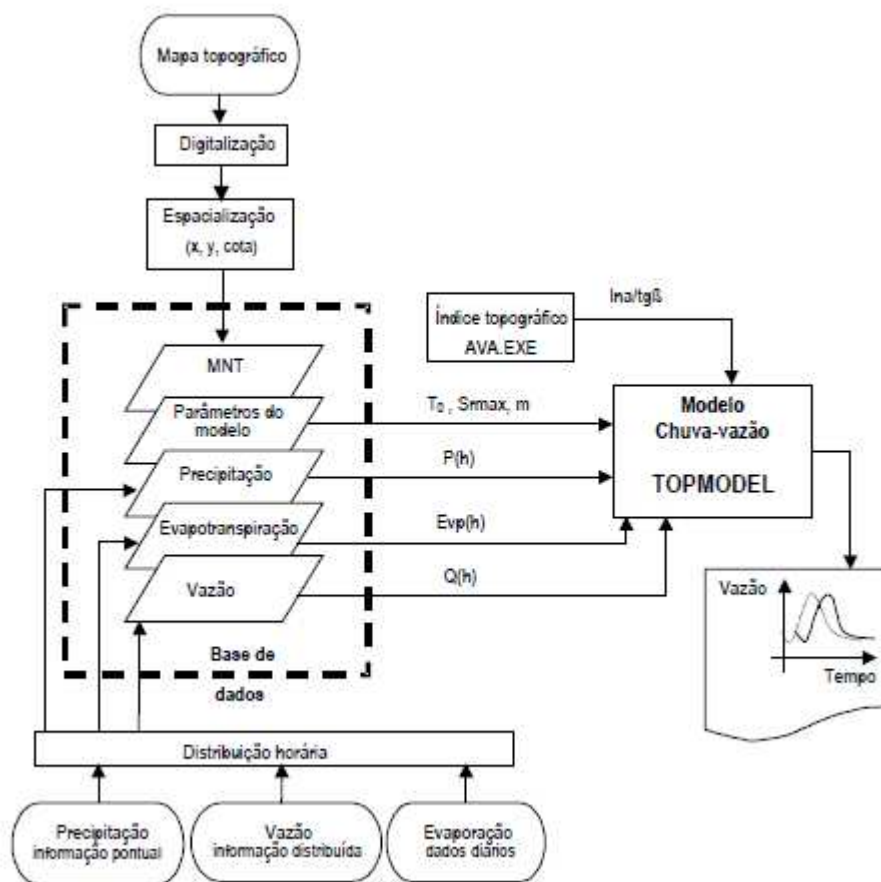 Mapa topográfico
Digitalização
Espacialização
(x, y, cota)
lna/tgß
Índice topográfico
AVA.EXE
MNT
Parâmetros do
modelo
T₀ , Srmax, m
Modelo
Chuva-vazão
TOPMODEL
Precipitação
P(h)
Evapotranspiração
Evp(h)
Vazão
Q(h)
Base de
dados
Vazão
Tempo
Distribuição horária
Precipitação
informação pontual
Vazão
informação distribuída
Evaporação
dados diários